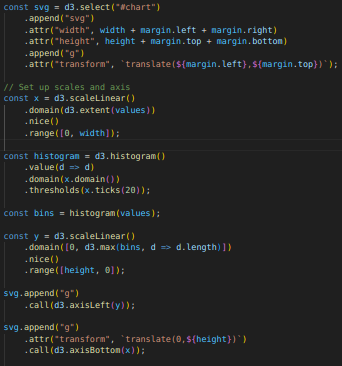 const svg = d3.select("#chart")
.append("svg")
.attr("width", width + margin.left + margin.right)
.attr("height", height + margin.top + margin.bottom)
.append("g")
.attr("transform", `translate(${margin.left},${margin.top})`);
// Set up scales and axis
const x = d3.scaleLinear()
.domain(d3.extent(values))
.nice()
.range([0, width]);
const histogram = d3.histogram()
.value(d => d)
.domain(x.domain())
.thresholds(x.ticks(20));
const bins = histogram(values);
const y = d3.scaleLinear()
.domain([0, d3.max(bins, d => d.length)])
.nice()
.range([height, 0]);
svg.append("g")
.call(d3.axisLeft(y));
svg.append("g")
.attr("transform", `translate(0,${height})`)
.call(d3.axisBottom(x));